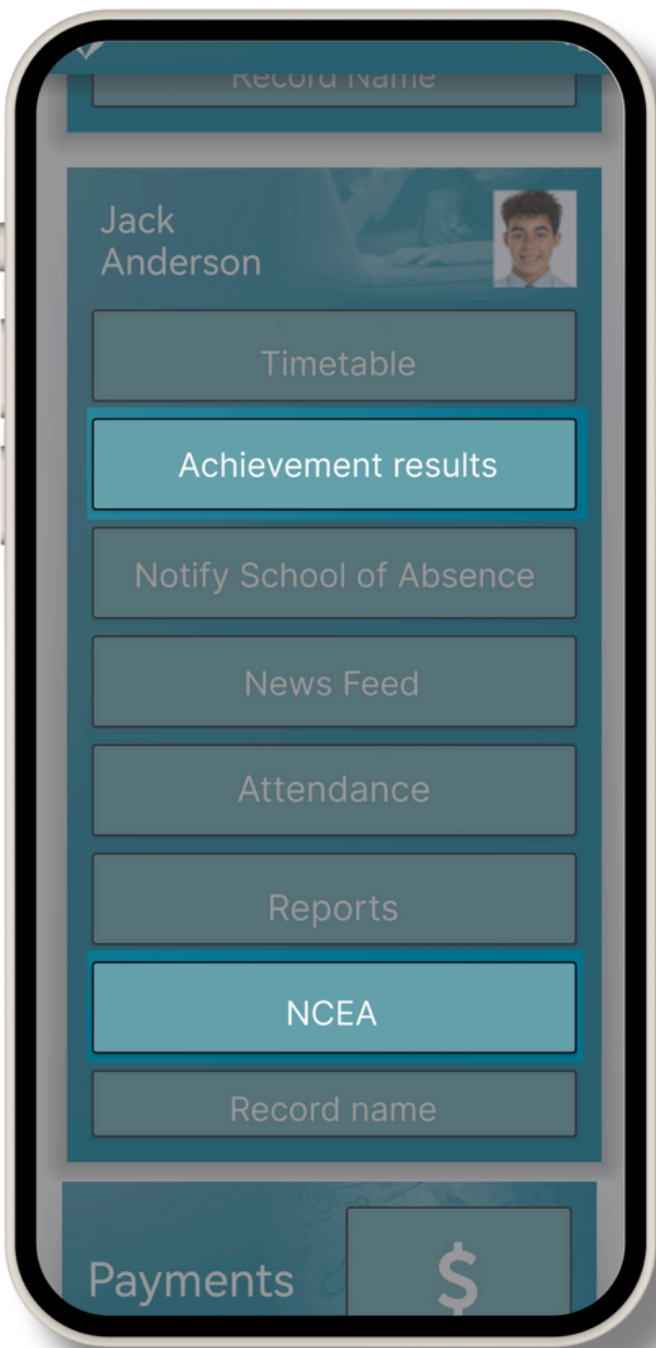 Record Name
Jack
Anderson
Timetable
Achievement results
Notify School of Absence
News Feed
Attendance
Reports
NCEA
Record name
Payments
$